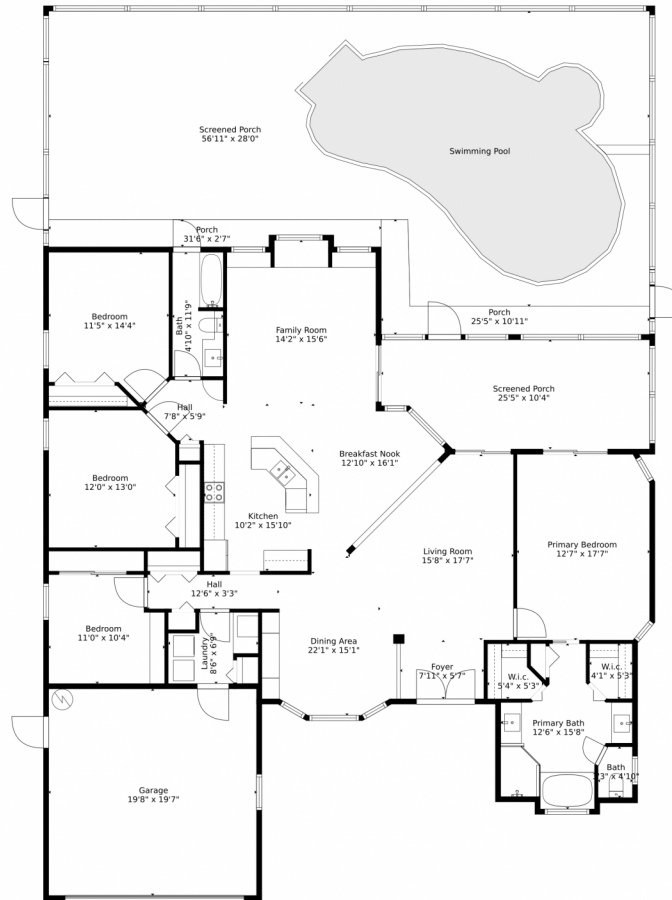 Screened Porch
56'11" x 28'0"
Swimming Pool
Porch
31'6" x 2'7"
Bedroom
11'5" x 14'4"
Bath
4'10" x 11'9"
Family Room
14'2" x 15'6"
Porch
25'5" x 10'11"
Screened Porch
25'5" x 10'4"
Hall
7'8" x 5'9"
Breakfast Nook
12'10" x 16'1"
Bedroom
12'0" x 13'0"
Kitchen
10'2" x 15'10"
Living Room
15'8" x 17'7"
Primary Bedroom
12'7" x 17'7"
Hall
12'6" x 3'3"
Bedroom
11'0" x 10'4"
Laundry
8'6" x 6'9"
Dining Area
22'1" x 15'1"
Foyer
7'11" x 5'7"
W.i.c.
5'4" x 5'3"
W.i.c.
4'1" x 5'3"
Primary Bath
12'6" x 15'8"
Bath
x 4'10"
Garage
19'8" x 19'7"